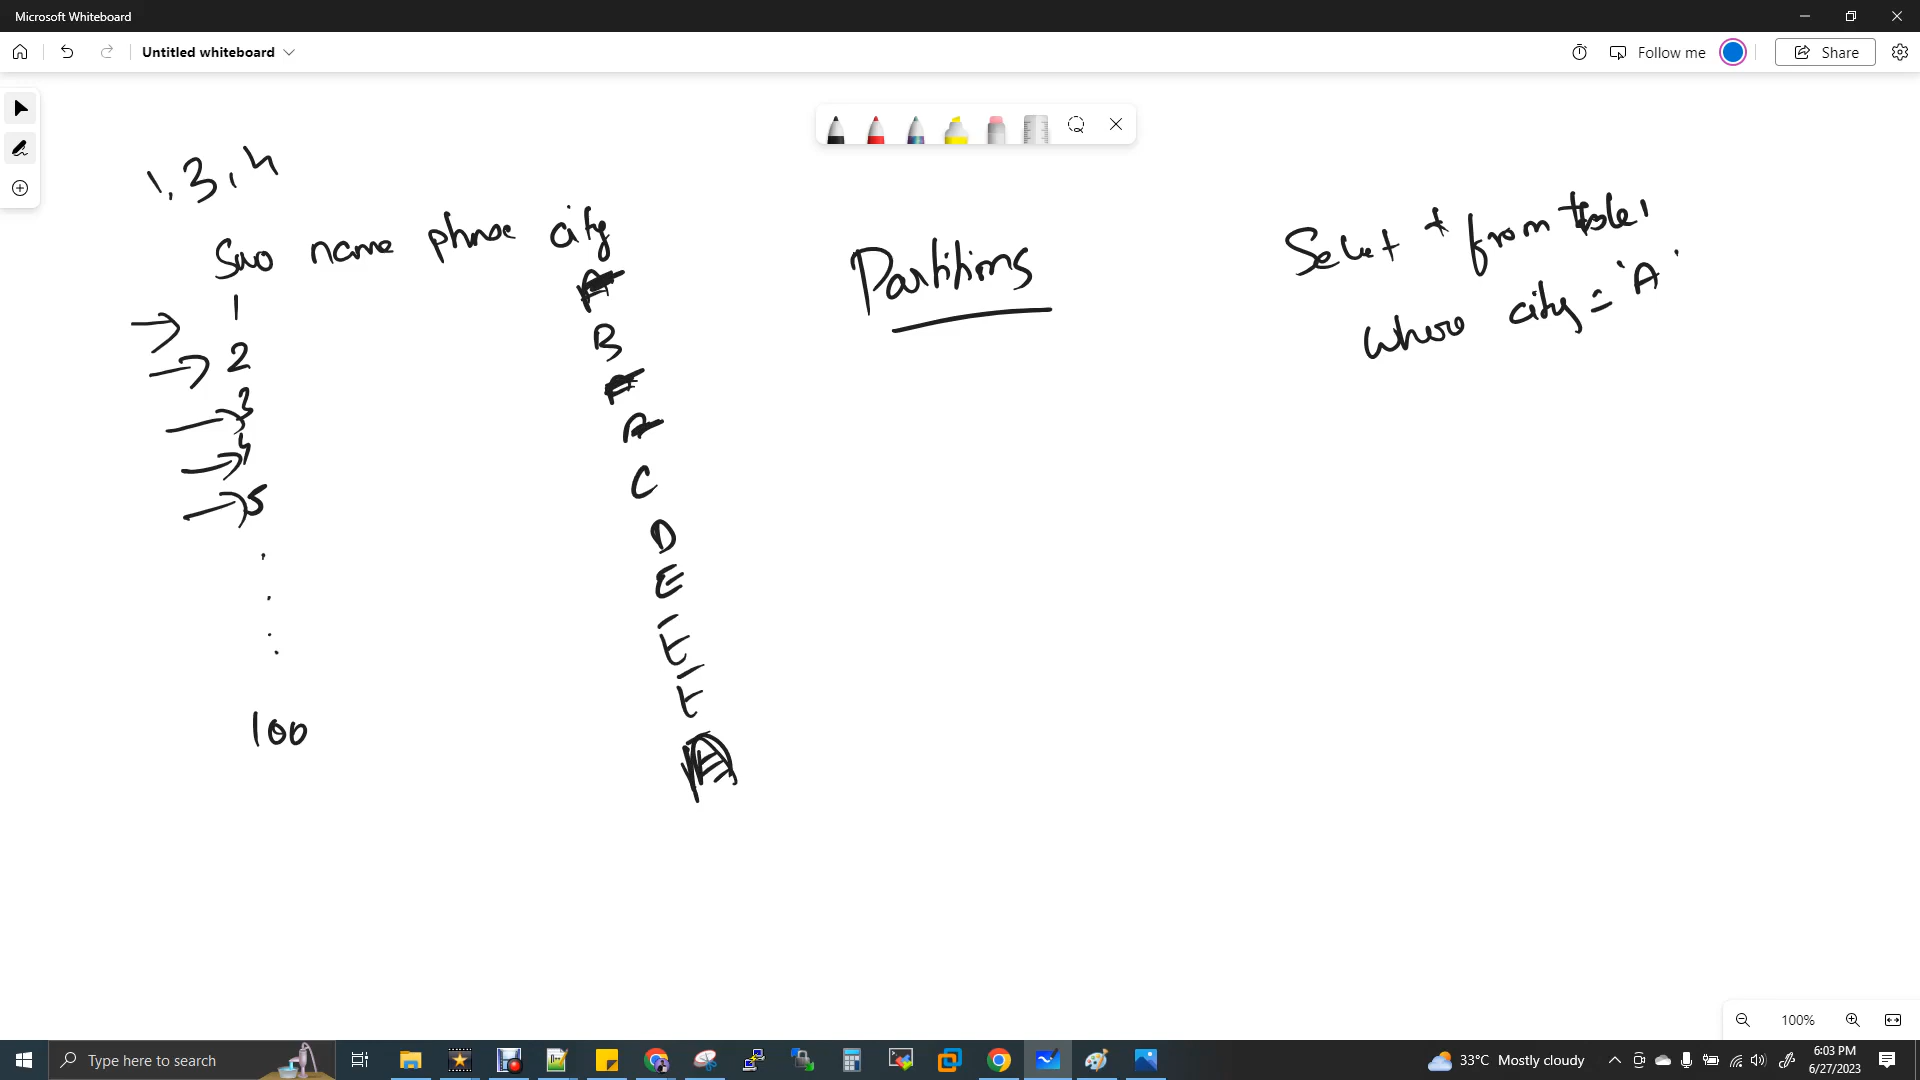 Microsoft Whiteboard
Untitled whiteboard
Follow me
Share
1, 3, 4
Sno name phnoe city
1
2
3
4
5
100
A
B
A
A
C
D
E
E
E
Partitions
Select * from table1
where city = 'A'
100%
Type here to search
33°C Mostly cloudy
6:03 PM
6/27/2023